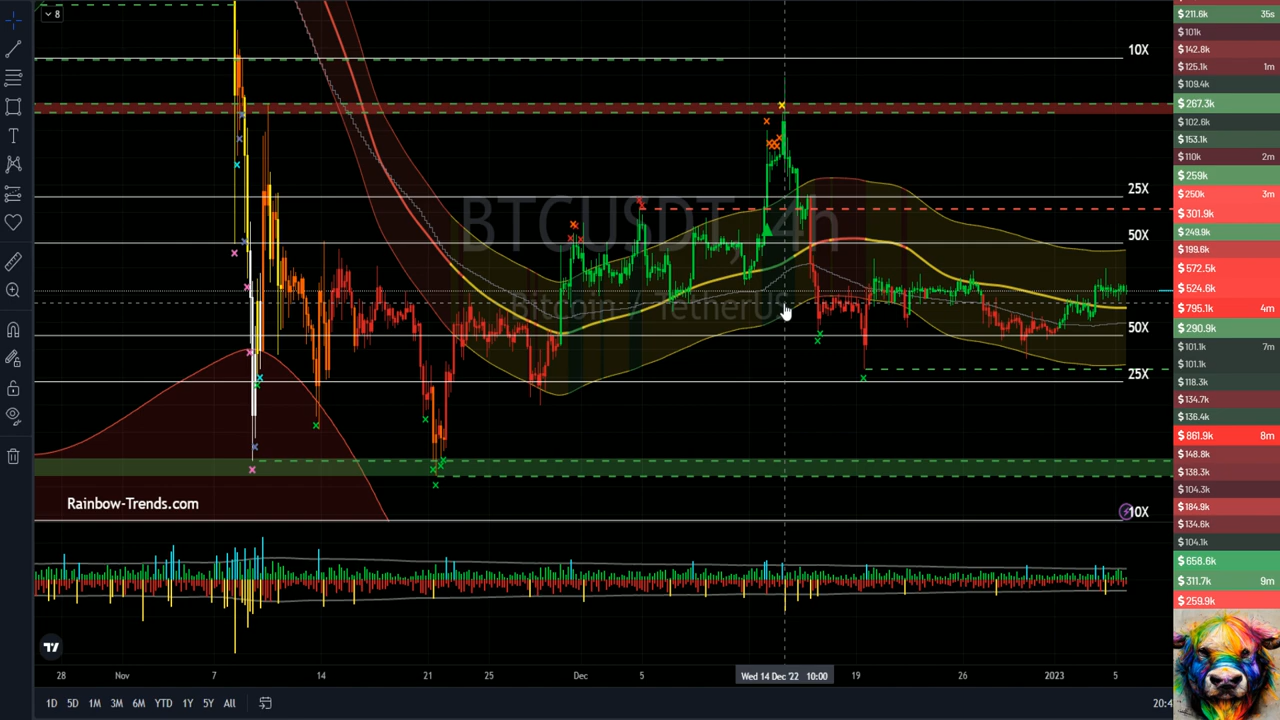 8
10X
25X
50X
BTCUSDT, 4h
Bitcoin / TetherUS
50X
25X
10X
Rainbow-Trends.com
28
Nov
7
14
21
25
Dec
5
Wed 14 Dec '22 10:00
19
26
2023
5
1D
5D
1M
3M
6M
YTD
1Y
5Y
All
20:4
$211.6k 35s
$101k
$142.8k
$125.1k 1m
$109.4k
$267.3k
$102.6k
$153.1k
$110k 2m
$259k
$250k 3m
$301.9k
$249.9k
$199.6k
$572.5k
$524.6k
$795.1k 4m
$290.9k
$101.1k 7m
$101.1k
$118.3k
$134.7k
$136.4k
$861.9k 8m
$148.8k
$138.3k
$104.3k
$184.9k
$134.6k
$104.1k
$658.6k
$311.7k 9m
$259.9k